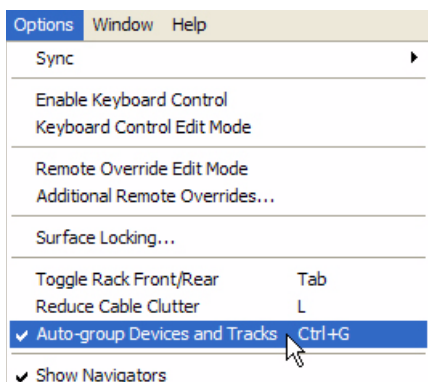 Options Window Help
Sync
Enable Keyboard Control
Keyboard Control Edit Mode
Remote Override Edit Mode
Additional Remote Overrides...
Surface Locking...
Toggle Rack Front/Rear Tab
Reduce Cable Clutter L
Auto-group Devices and Tracks Ctrl+G
Show Navigators